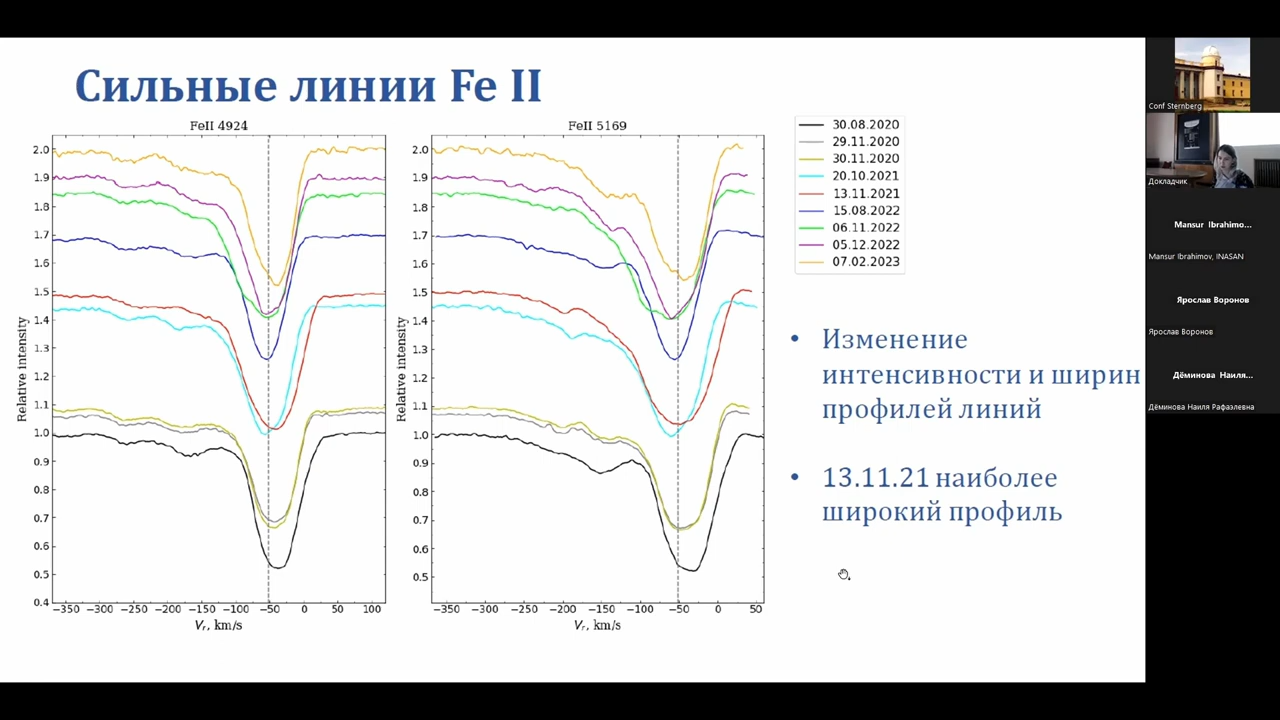 Сильные линии Fe II
FeII 4924
2.0
1.9
1.8
1.7
1.6
1.5
1.4
1.3
1.2
1.1
1.0
0.9
0.8
0.7
0.6
0.5
0.4
Relative intensity
−350 −300 −250 −200 −150 −100 −50 0 50 100
Vr, km/s
FeII 5169
2.0
1.9
1.8
1.7
1.6
1.5
1.4
1.3
1.2
1.1
1.0
0.9
0.8
0.7
0.6
0.5
Relative intensity
−350 −300 −250 −200 −150 −100 −50 0 50
Vr, km/s
30.08.2020
29.11.2020
30.11.2020
20.10.2021
13.11.2021
15.08.2022
06.11.2022
05.12.2022
07.02.2023
• Изменение
интенсивности и ширин
профилей линий
• 13.11.21 наиболее
широкий профиль
Conf Sternberg
Докладчик
Mansur Ibrahimo...
Mansur Ibrahimov, INASAN
Ярослав Воронов
Ярослав Воронов
Дёминова Наиля...
Дёминова Наиля Рафаэлевна